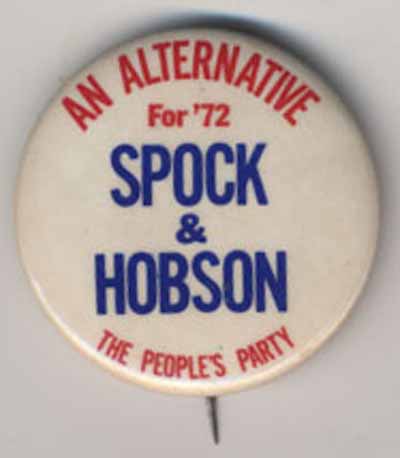 AN ALTERNATIVE
For '72
SPOCK
&
HOBSON
THE PEOPLE'S PARTY